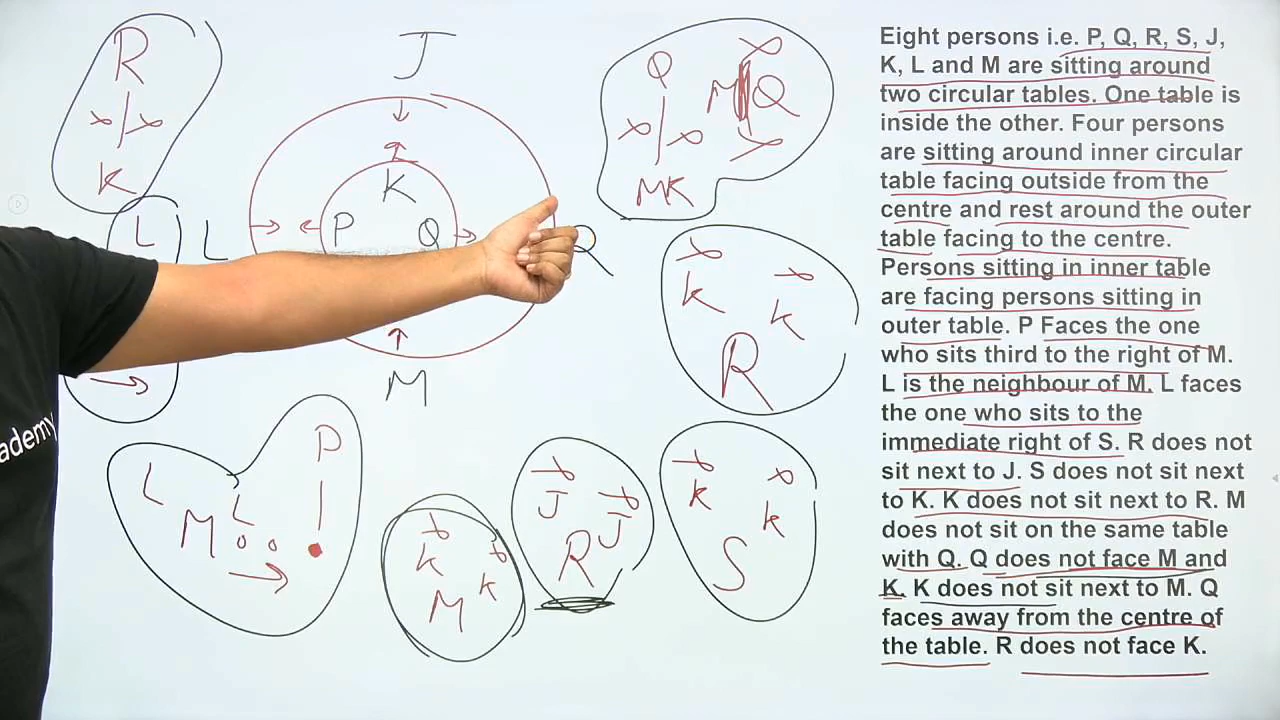 Eight persons i.e. P, Q, R, S, J,
K, L and M are sitting around
two circular tables. One table is
inside the other. Four persons
are sitting around inner circular
table facing outside from the
centre and rest around the outer
table facing to the centre.
Persons sitting in inner table
are facing persons sitting in
outer table. P Faces the one
who sits third to the right of M.
L is the neighbour of M. L faces
the one who sits to the
immediate right of S. R does not
sit next to J. S does not sit next
to K. K does not sit next to R. M
does not sit on the same table
with Q. Q does not face M and
K. K does not sit next to M. Q
faces away from the centre of
the table. R does not face K.
R
K
J
K
P Q
L
M
L
Q
M Q
MK
K K
R
L P
L
M
K K
M
J J
R
K K
S
ademy